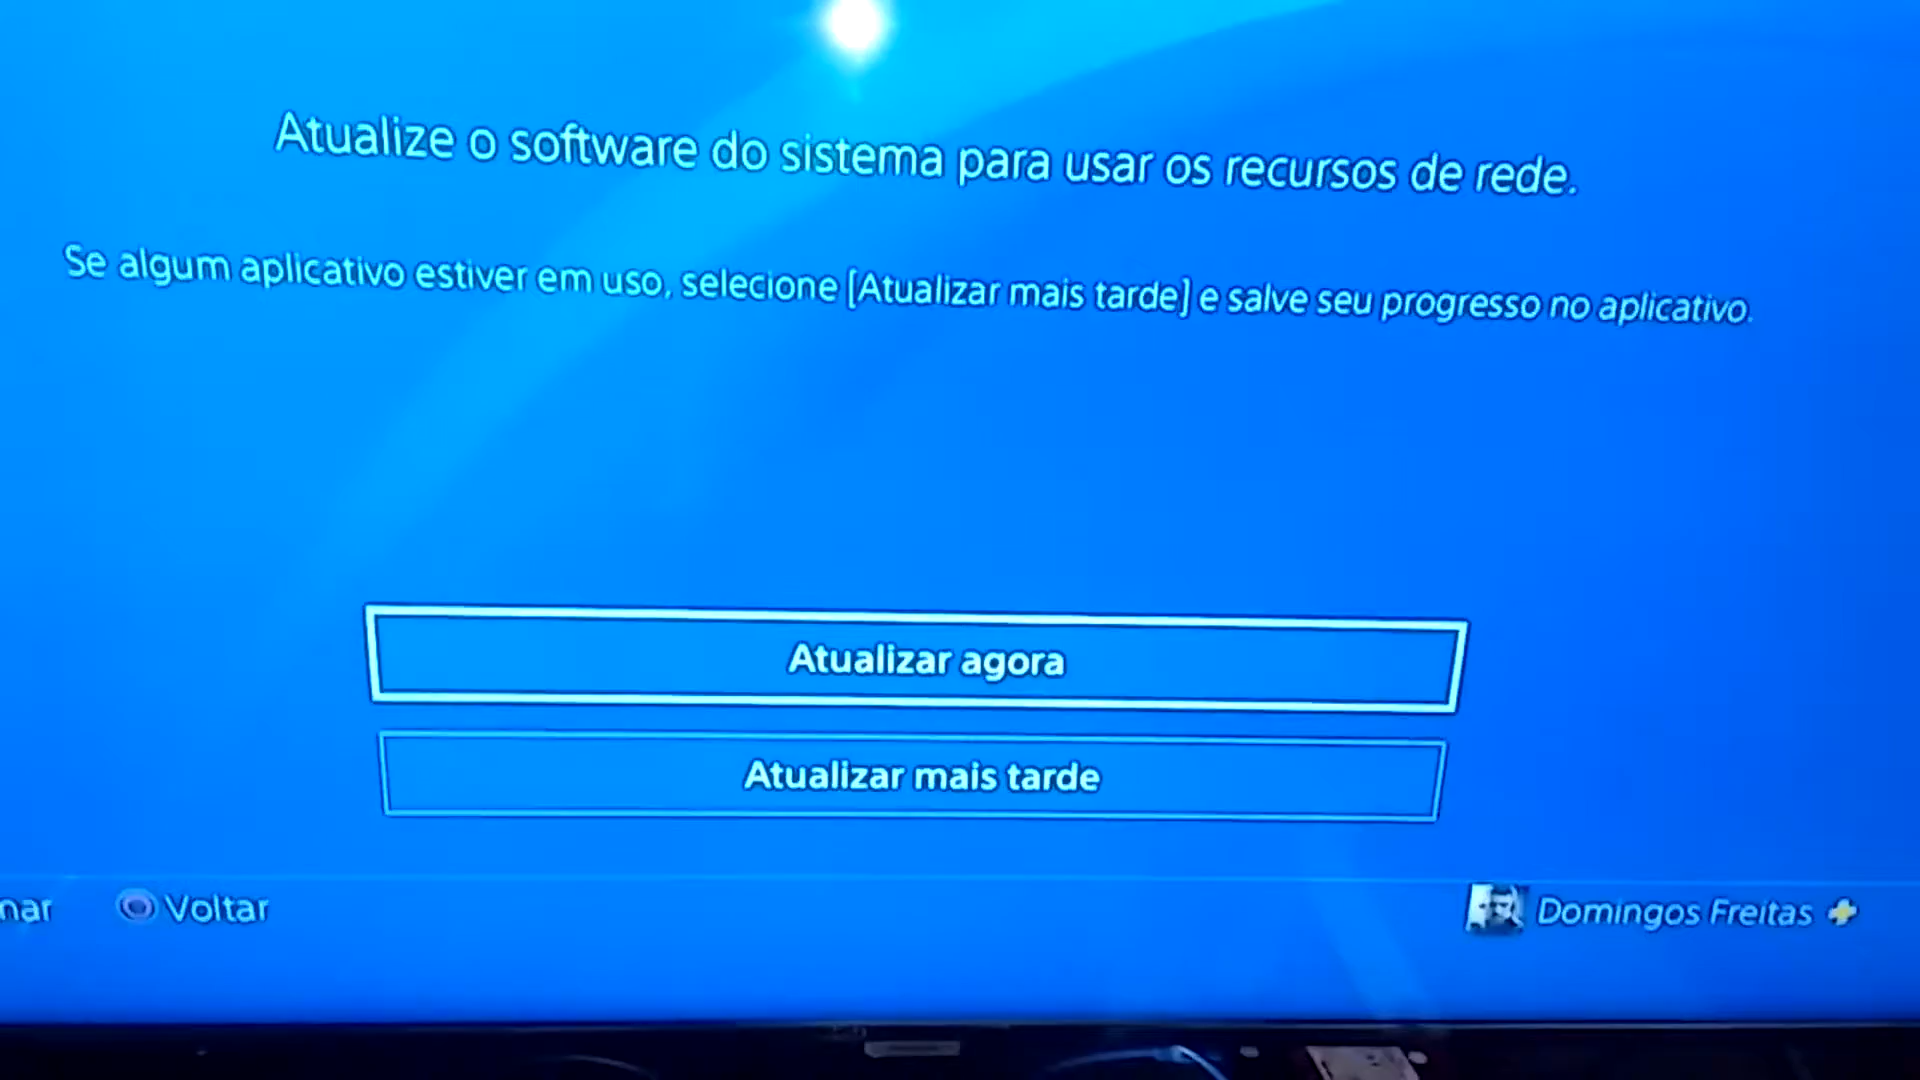 Atualize o software do sistema para usar os recursos de rede.
Se algum aplicativo estiver em uso, selecione [Atualizar mais tarde] e salve seu progresso no aplicativo.
Atualizar agora
Atualizar mais tarde
nar Voltar Domingos Freitas